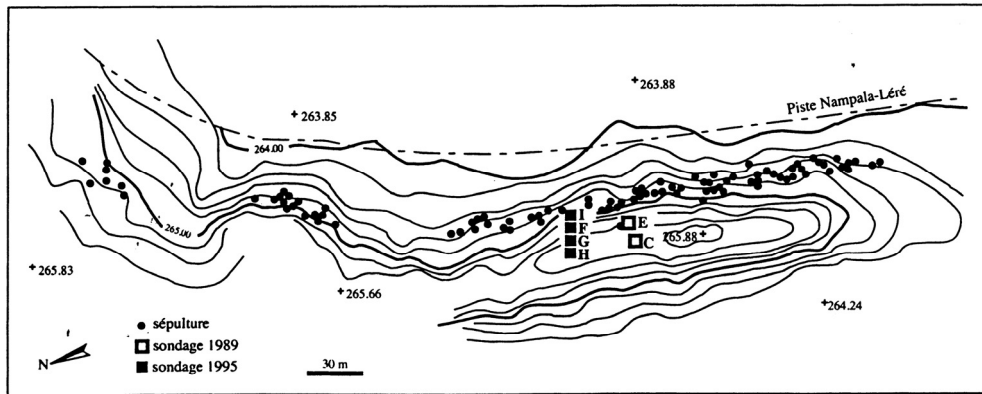 +263.88
Piste Nampala-Léré
+263.85
264.00
265.00
I
F
G
H
E
C
265.88+
+265.83
+265.66
+264.24
sépulture
sondage 1989
sondage 1995
N
30 m